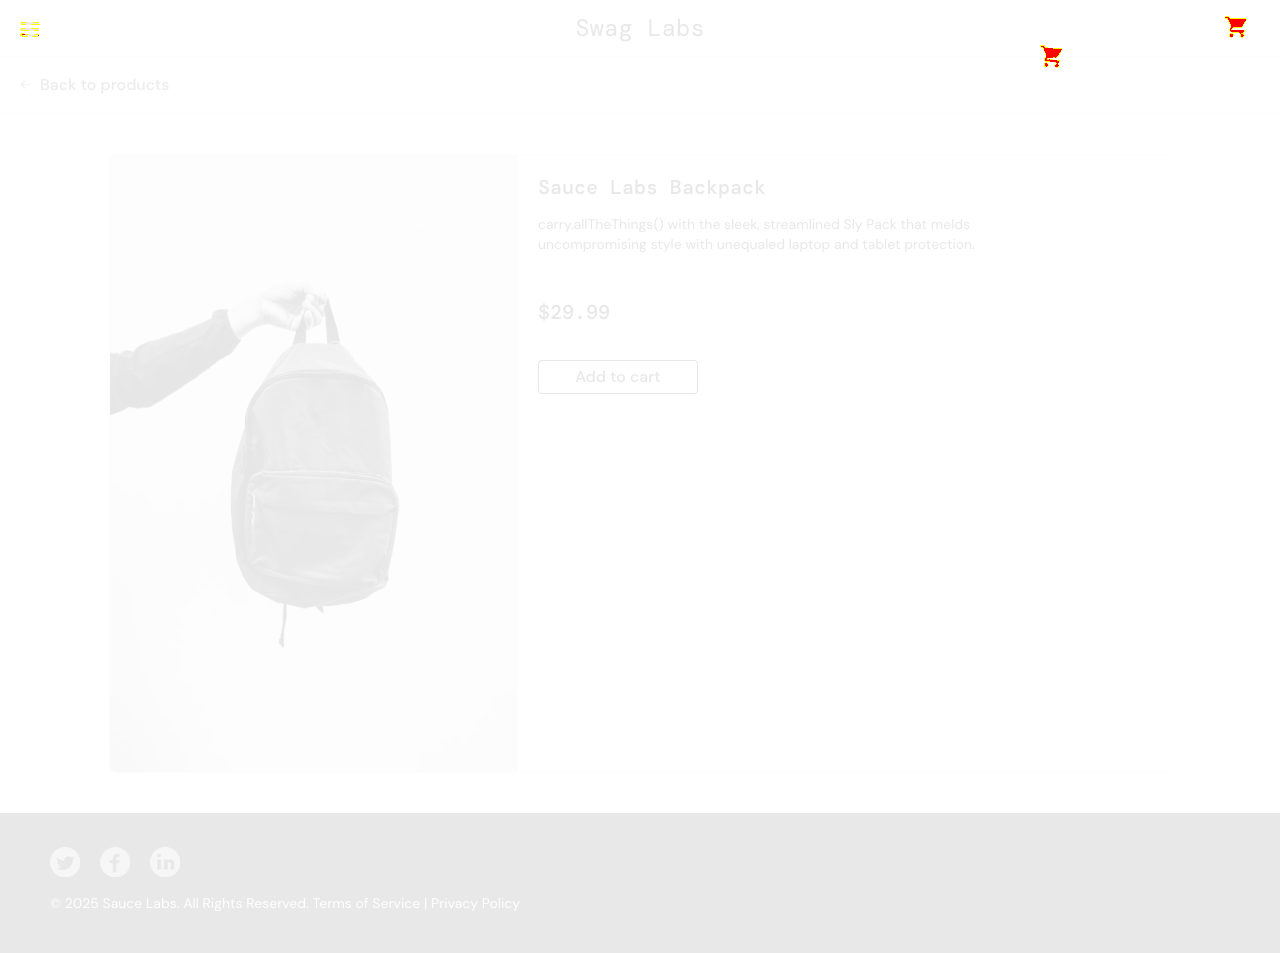 Swag Labs
Back to products
Sauce Labs Backpack
carry.allTheThings() with the sleek, streamlined Sly Pack that melds
uncompromising style with unequaled laptop and tablet protection.
$29.99
Add to cart
© 2025 Sauce Labs. All Rights Reserved. Terms of Service | Privacy Policy